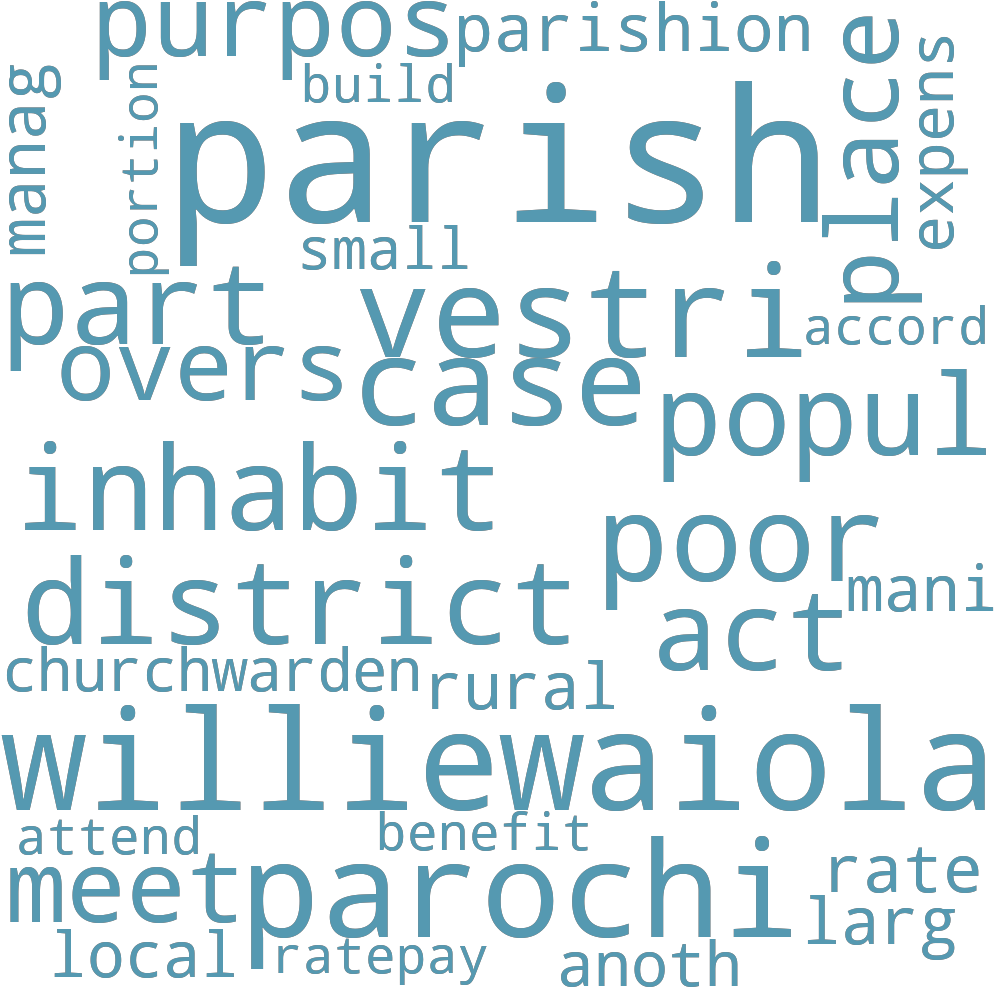 purpos
parishion
place
expens
manag
portion
build
parish
small
part
vestri
accord
overs
case
popul
inhabit
poor
district
mani
act
churchwarden
rural
williewaiola
attend
benefit
meet
parochi
rate
larg
local
ratepay
anoth